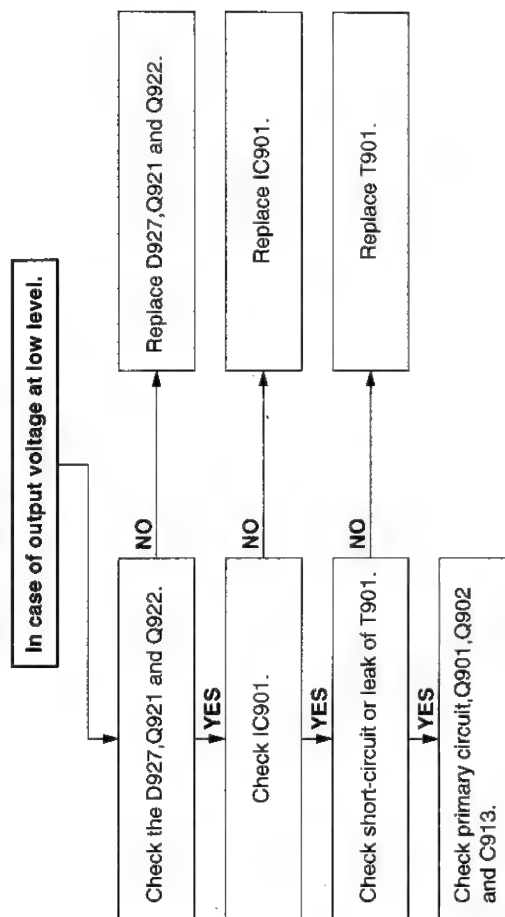 In case of output voltage at low level.
Check the D927,Q921 and Q922.
NO
Replace D927,Q921 and Q922.
YES
Check IC901.
NO
Replace IC901.
YES
Check short-circuit or leak of T901.
NO
Replace T901.
YES
Check primary circuit,Q901,Q902
and C913.